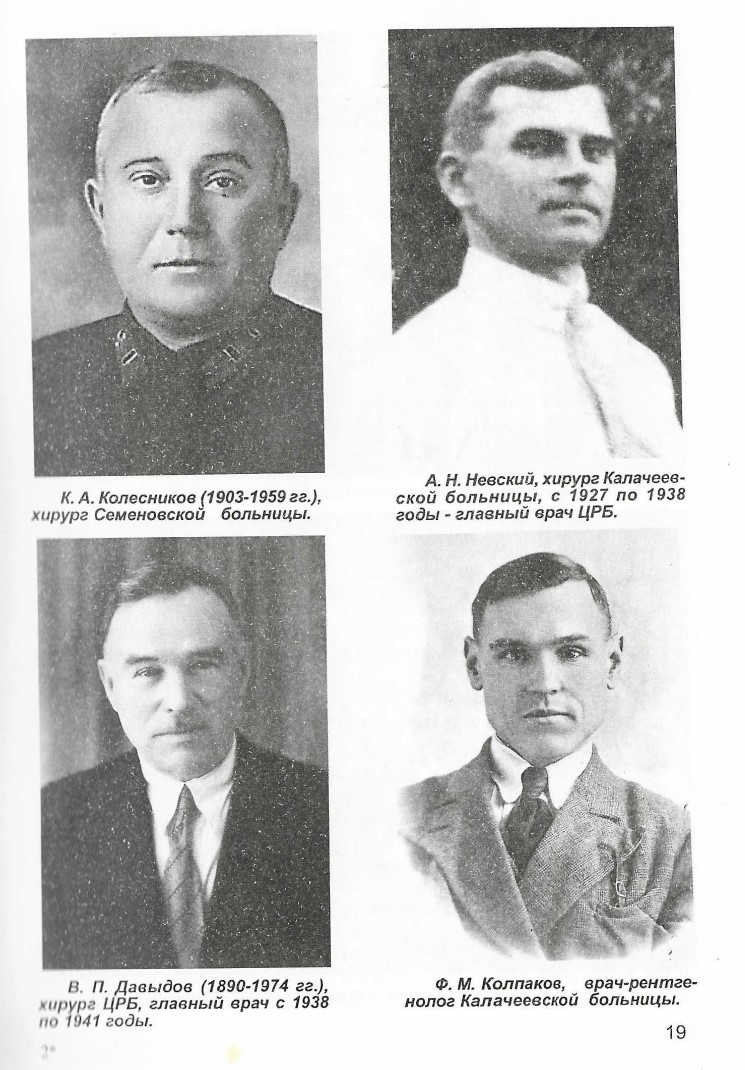 К. А. Колесников (1903-1959 гг.),
хирург Семеновской больницы.
А. Н. Невский, хирург Калачеев-
ской больницы, с 1927 по 1938
годы - главный врач ЦРБ.
В. П. Давыдов (1890-1974 гг.),
хирург ЦРБ, главный врач с 1938
по 1941 годы.
Ф. М. Колпаков, врач-рентге-
нолог Калачеевской больницы.
19
2*